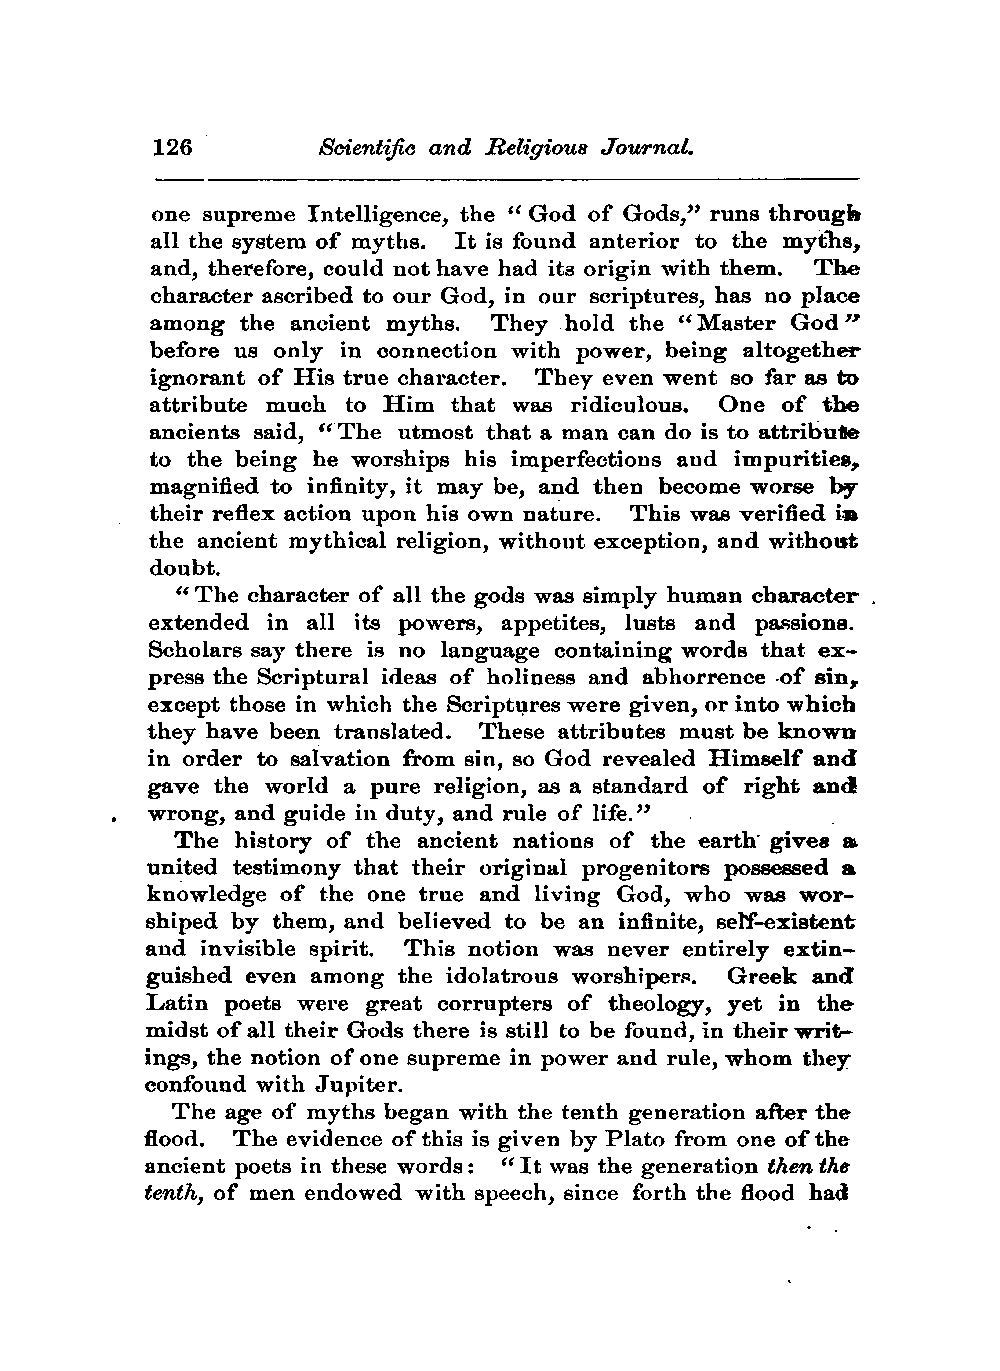 126 Scientific and Religious Journal.
one supreme Intelligence, the “ God of Gods,” runs through
all the system of myths. It is found anterior to the myths,
and, therefore, could not have had its origin with them. The
character ascribed to our God, in our scriptures, has no place
among the ancient myths. They hold the “Master God”
before us only in connection with power, being altogether
ignorant of His true character. They even went so far as to
attribute much to Him that was ridiculous. One of the
ancients said, “The utmost that a man can do is to attribute
to the being he worships his imperfections and impurities,
magnified to infinity, it may be, and then become worse by
their reflex action upon his own nature. This was verified in
the ancient mythical religion, without exception, and without
doubt.
“The character of all the gods was simply human character
extended in all its powers, appetites, lusts and passions.
Scholars say there is no language containing words that ex-
press the Scriptural ideas of holiness and abhorrence of sin,
except those in which the Scriptures were given, or into which
they have been translated. These attributes must be known
in order to salvation from sin, so God revealed Himself and
gave the world a pure religion, as a standard of right and
wrong, and guide in duty, and rule of life.”
The history of the ancient nations of the earth gives a
united testimony that their original progenitors possessed a
knowledge of the one true and living God, who was wor-
shiped by them, and believed to be an infinite, self-existent
and invisible spirit. This notion was never entirely extin-
guished even among the idolatrous worshipers. Greek and
Latin poets were great corrupters of theology, yet in the
midst of all their Gods there is still to be found, in their writ-
ings, the notion of one supreme in power and rule, whom they
confound with Jupiter.
The age of myths began with the tenth generation after the
flood. The evidence of this is given by Plato from one of the
ancient poets in these words: “It was the generation then the
tenth, of men endowed with speech, since forth the flood had